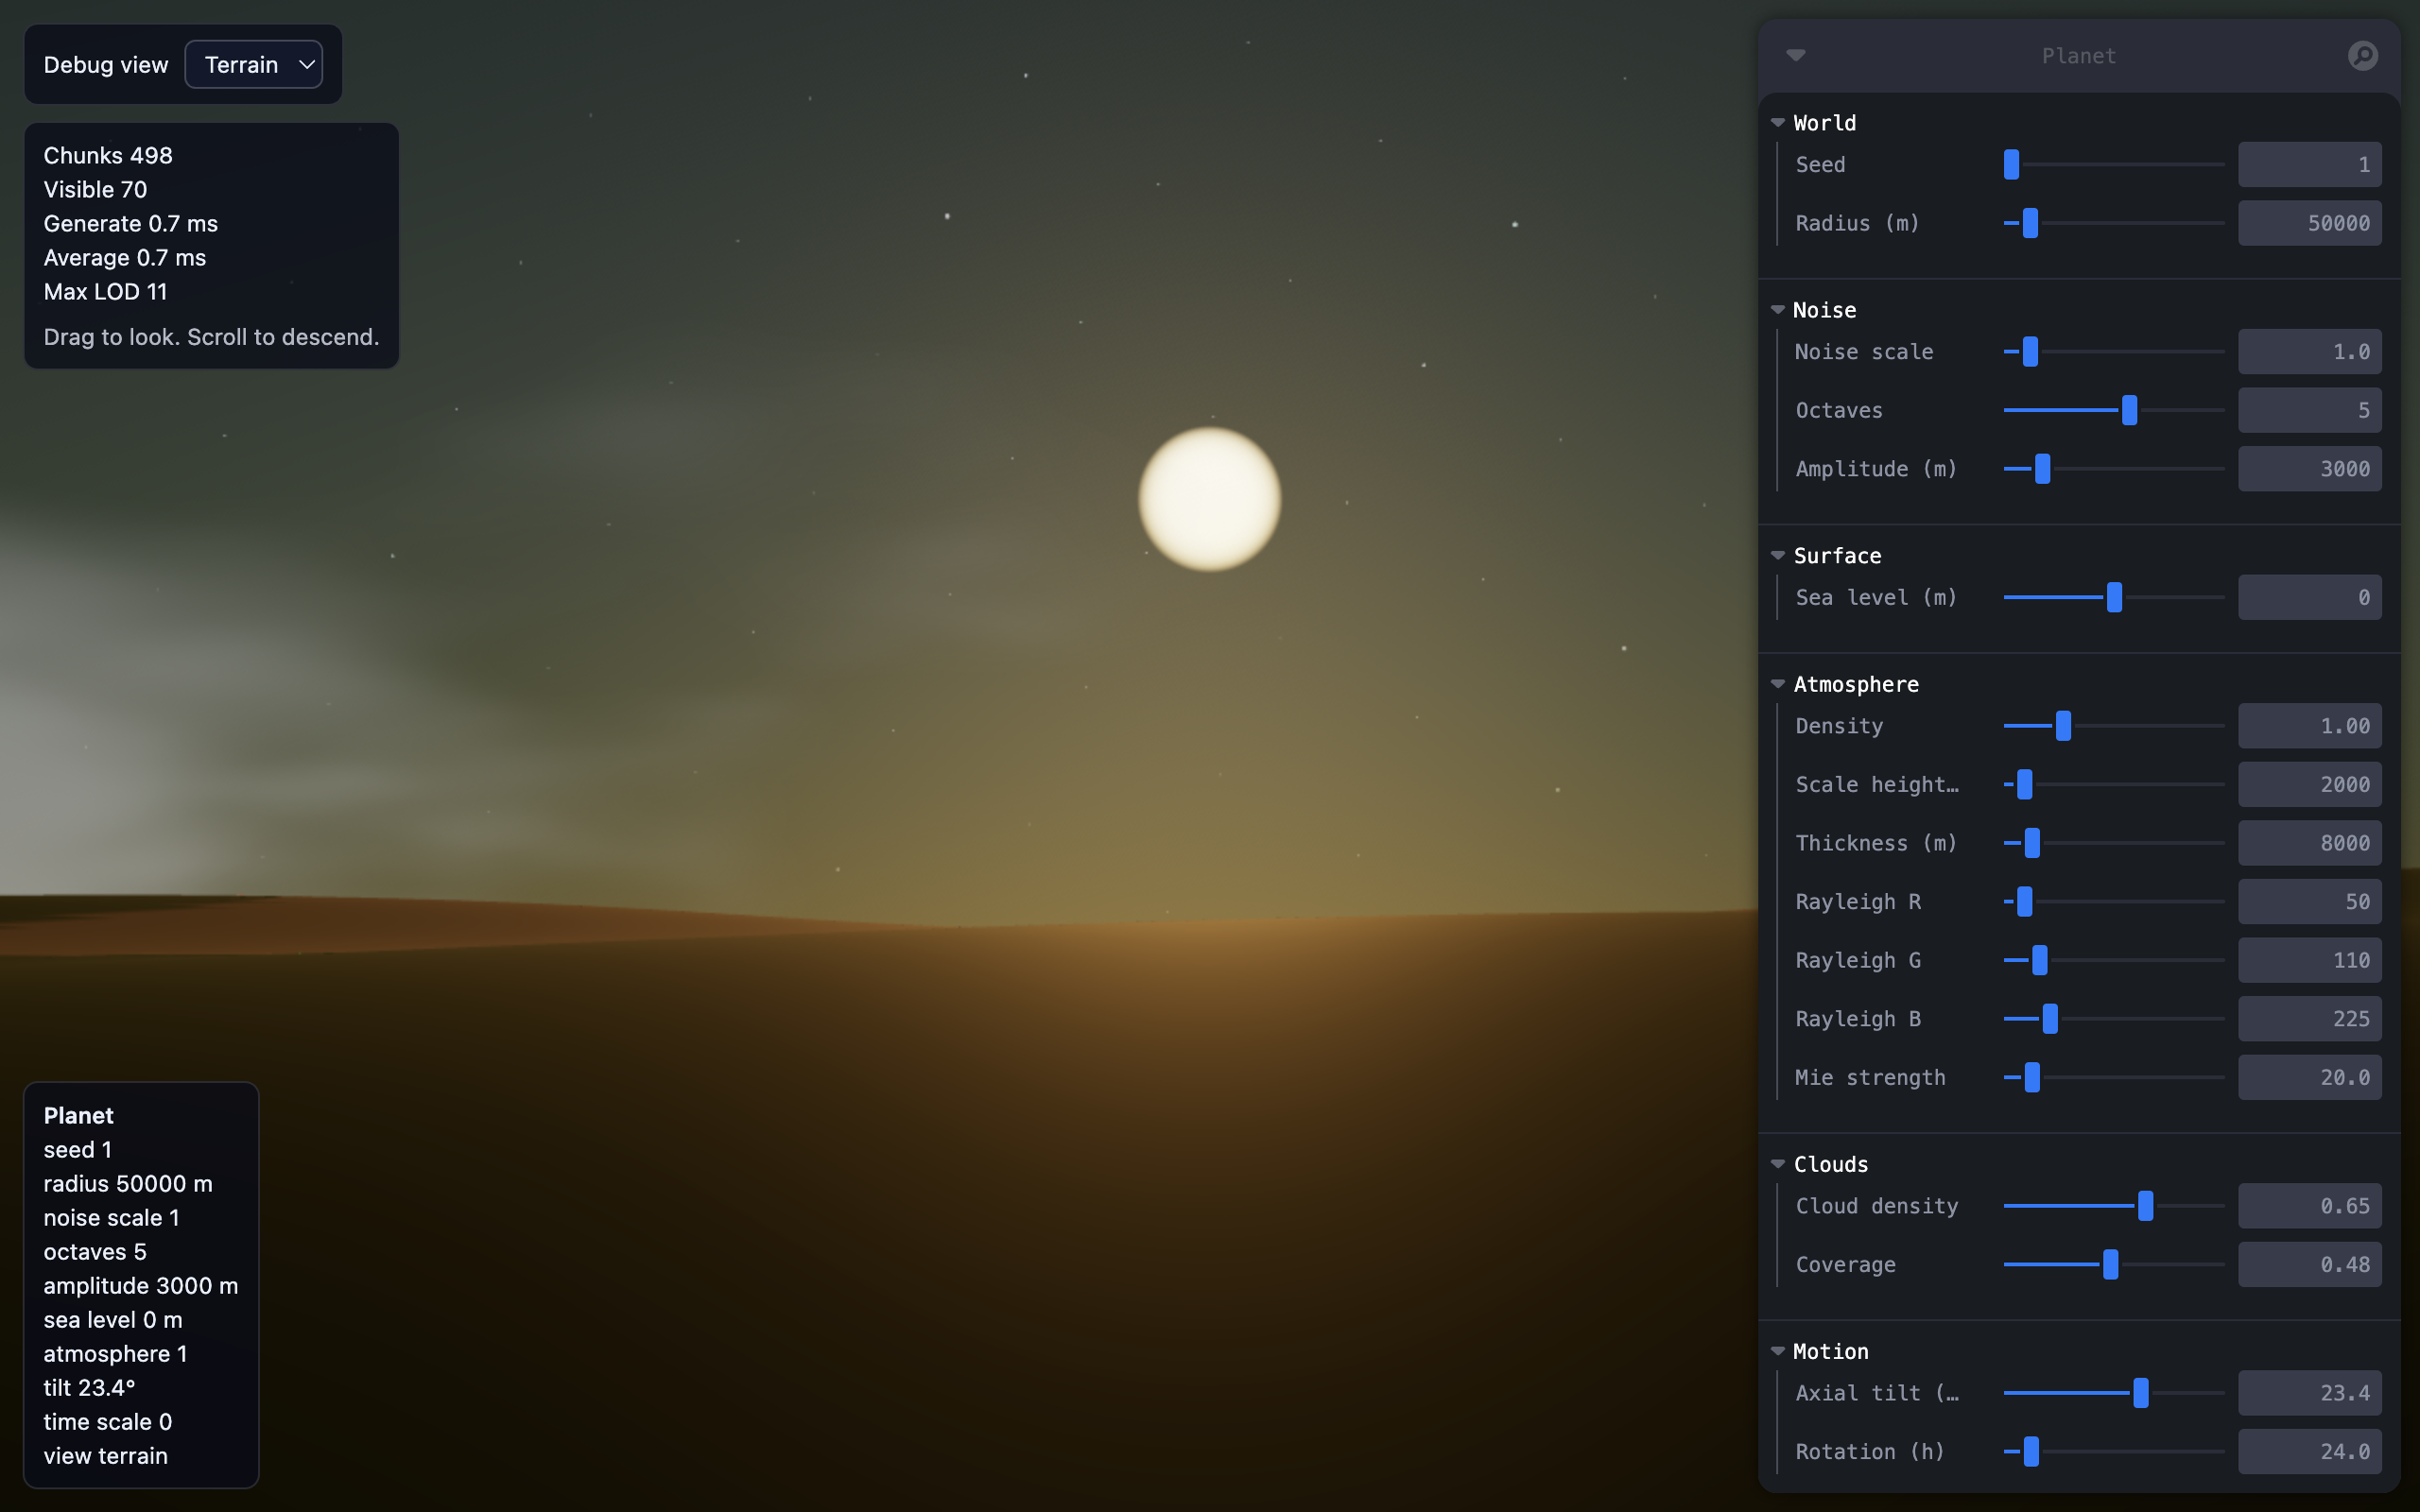 Debug view Terrain
Chunks 498
Visible 70
Generate 0.7 ms
Average 0.7 ms
Max LOD 11
Drag to look. Scroll to descend.
Planet
seed 1
radius 50000 m
noise scale 1
octaves 5
amplitude 3000 m
sea level 0 m
atmosphere 1
tilt 23.4°
time scale 0
view terrain
Planet
World
Seed 1
Radius (m) 50000
Noise
Noise scale 1.0
Octaves 5
Amplitude (m) 3000
Surface
Sea level (m) 0
Atmosphere
Density 1.00
Scale height… 2000
Thickness (m) 8000
Rayleigh R 50
Rayleigh G 110
Rayleigh B 225
Mie strength 20.0
Clouds
Cloud density 0.65
Coverage 0.48
Motion
Axial tilt (… 23.4
Rotation (h) 24.0